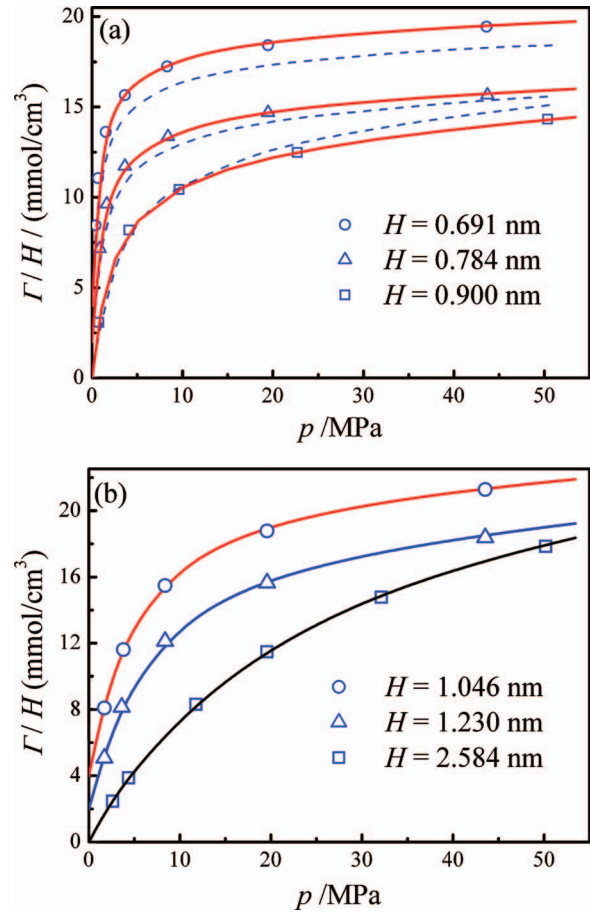 (a)
20
15
10
5
0
Γ / H / (mmol/cm³)
H = 0.691 nm
H = 0.784 nm
H = 0.900 nm
0 10 20 30 40 50
p /MPa
(b)
20
16
12
8
4
0
Γ / H (mmol/cm³)
H = 1.046 nm
H = 1.230 nm
H = 2.584 nm
0 10 20 30 40 50
p /MPa